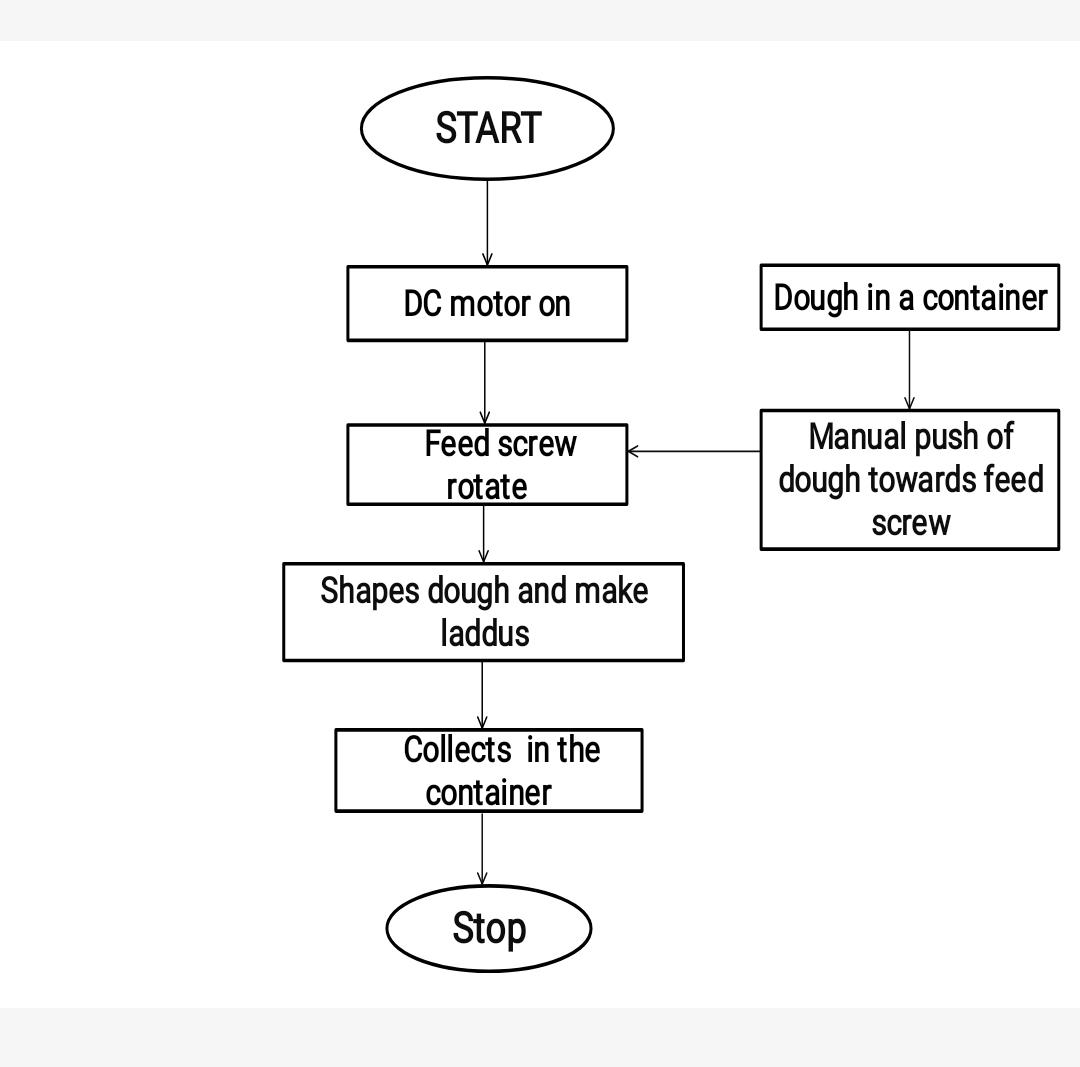 START
DC motor on
Dough in a container
Feed screw
rotate
Manual push of
dough towards feed
screw
Shapes dough and make
laddus
Collects  in the
container
Stop